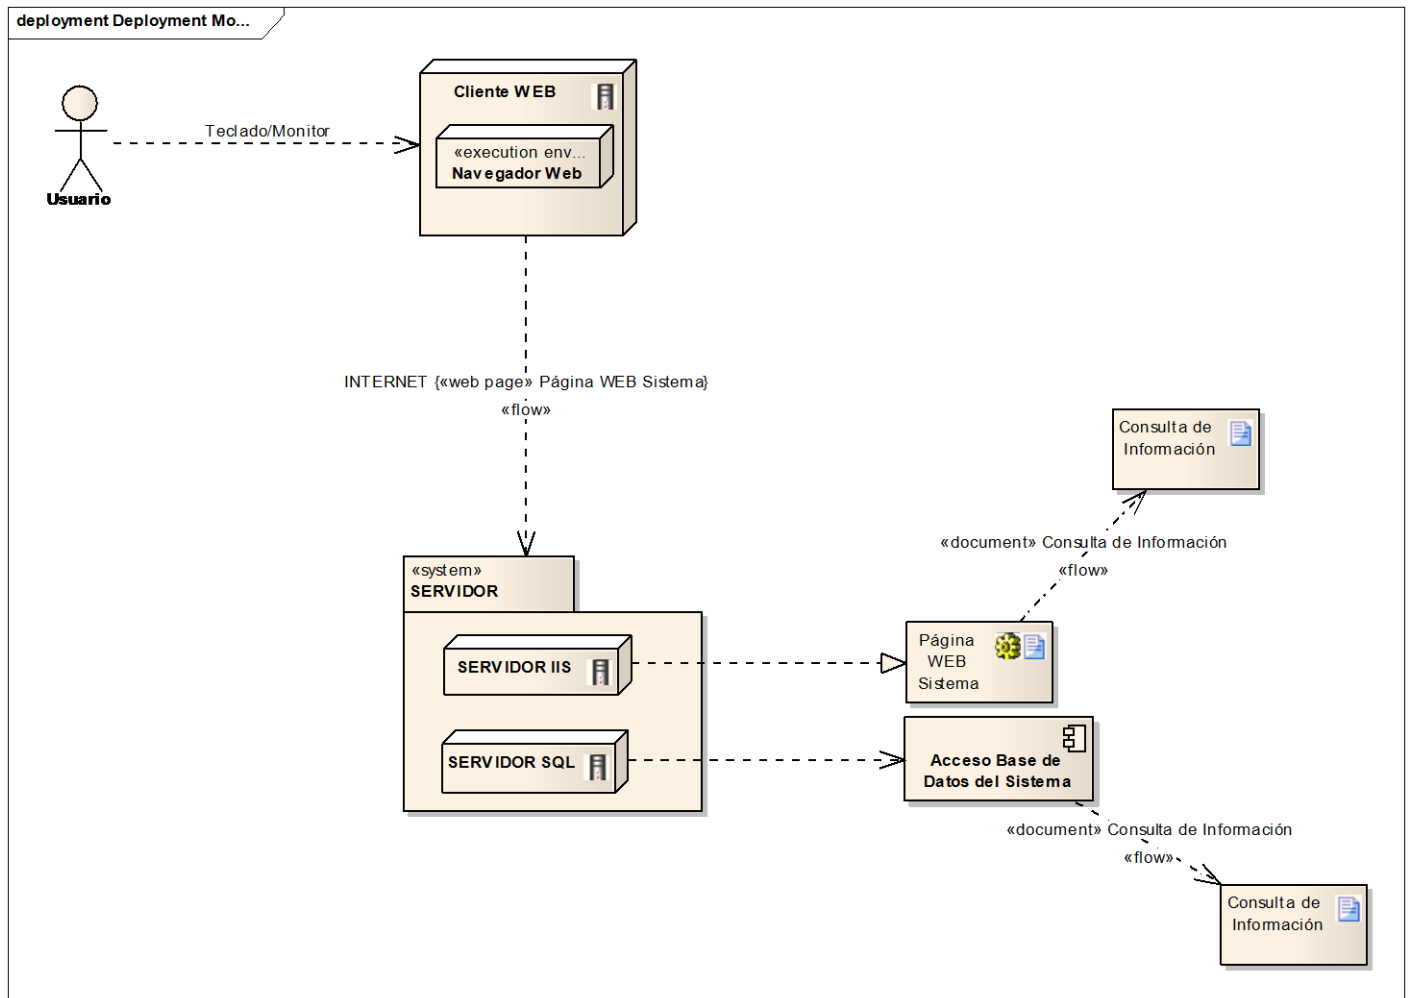 deployment Deployment Mo...
Cliente WEB
Teclado/Monitor
«execution env...
Navegador Web
Usuario
INTERNET {«web page» Página WEB Sistema}
«flow»
Consulta de
Información
«document» Consulta de Información
«flow»
«system»
SERVIDOR
SERVIDOR IIS
Página
WEB
Sistema
SERVIDOR SQL
Acceso Base de
Datos del Sistema
«document» Consulta de Información
«flow»
Consulta de
Información